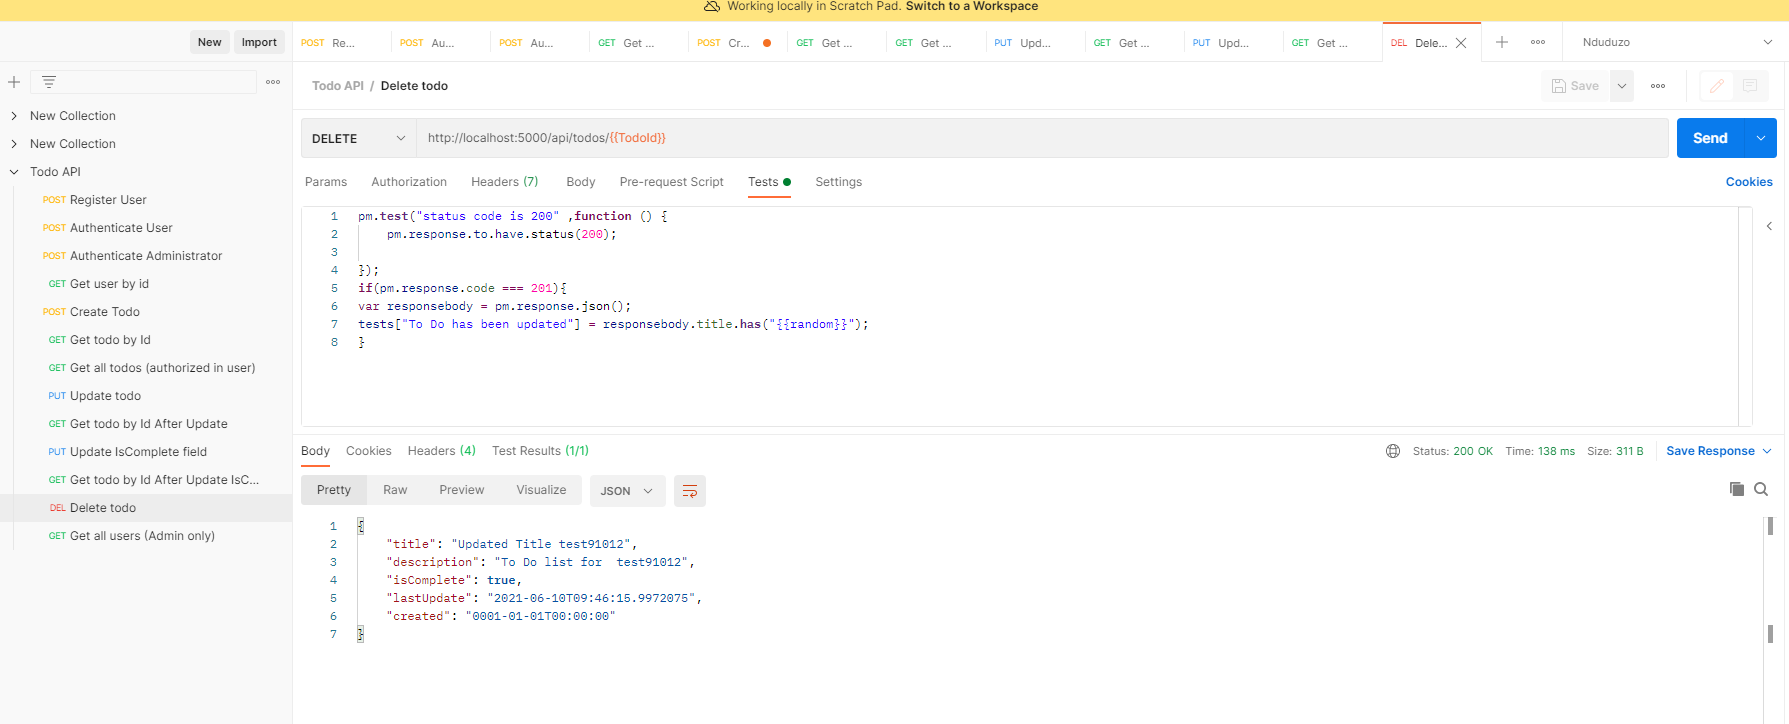 Working locally in Scratch Pad. Switch to a Workspace
New Import
POST Re... POST Au... POST Au... GET Get ... POST Cr... GET Get ... GET Get ... PUT Upd... GET Get ... PUT Upd... GET Get ... DEL Dele... Nduduzo
Todo API / Delete todo Save
New Collection
New Collection
Todo API
POST Register User
POST Authenticate User
POST Authenticate Administrator
GET Get user by id
POST Create Todo
GET Get todo by Id
GET Get all todos (authorized in user)
PUT Update todo
GET Get todo by Id After Update
PUT Update IsComplete field
GET Get todo by Id After Update IsC...
DEL Delete todo
GET Get all users (Admin only)
DELETE http://localhost:5000/api/todos/{{TodoId}} Send
Params Authorization Headers (7) Body Pre-request Script Tests Settings Cookies
1 pm.test("status code is 200" ,function () {
2 pm.response.to.have.status(200);
3
4 });
5 if(pm.response.code === 201){
6 var responsebody = pm.response.json();
7 tests["To Do has been updated"] = responsebody.title.has("{{random}}");
8 }
Body Cookies Headers (4) Test Results (1/1) Status: 200 OK Time: 138 ms Size: 311 B Save Response
Pretty Raw Preview Visualize JSON
1 {
2 "title": "Updated Title test91012",
3 "description": "To Do list for  test91012",
4 "isComplete": true,
5 "lastUpdate": "2021-06-10T09:46:15.9972075",
6 "created": "0001-01-01T00:00:00"
7 }